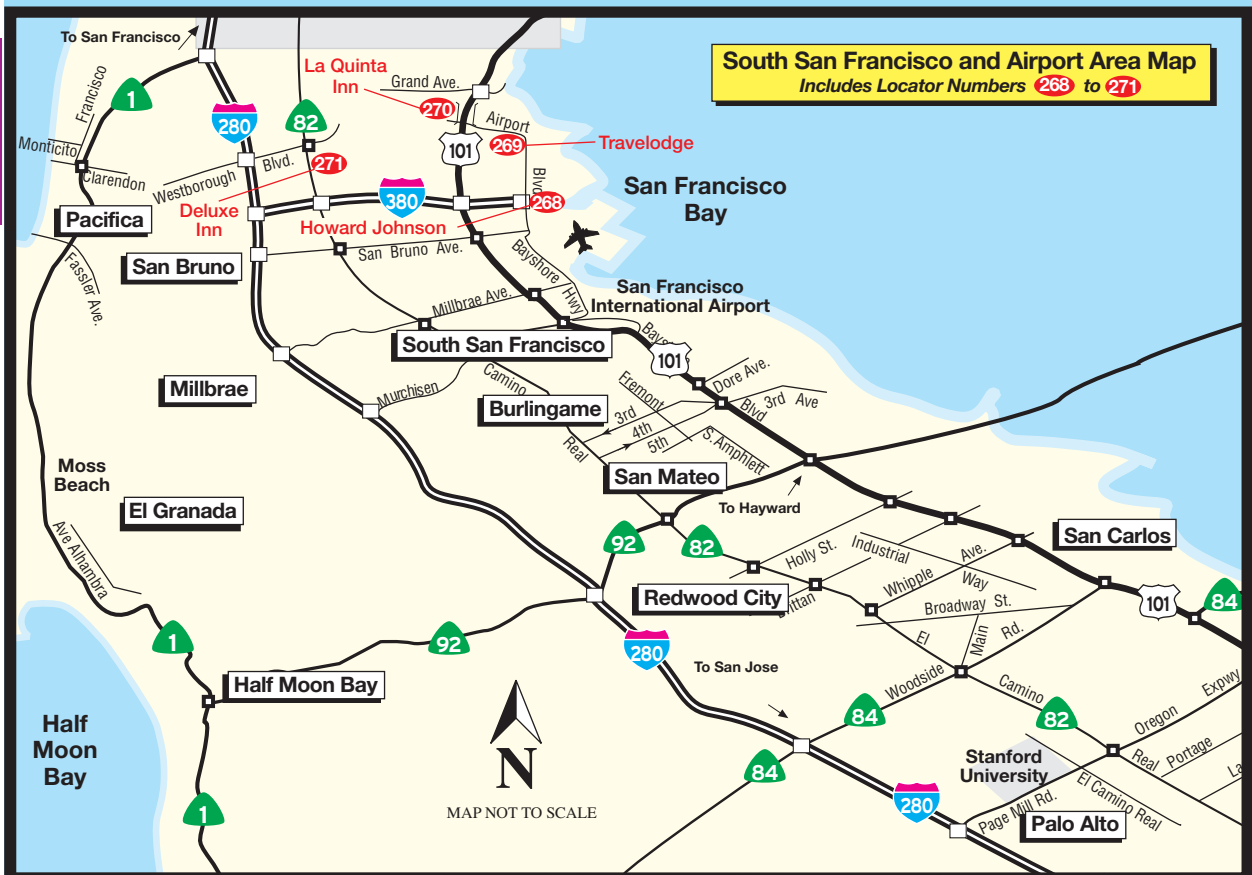 To San Francisco
South San Francisco and Airport Area Map
Includes Locator Numbers 268 to 271
La Quinta
Inn
Grand Ave.
Francisco
1
280
82
270
Airport
101
269
Travelodge
Monticito
Clarendon
Westborough
Blvd.
271
Blvd
San Francisco
Bay
380
268
Pacifica
Deluxe
Inn
Howard Johnson
San Bruno Ave.
San Bruno
Fassler Ave.
Bayshore
Hwy
San Francisco
International Airport
Millbrae Ave.
South San Francisco
101
Dore Ave.
Millbrae
Murchisen
Camino
Burlingame
Fremont
3rd
4th
5th
Blvd
3rd Ave
S. Amphlett
Real
Moss
Beach
San Mateo
El Granada
To Hayward
92
82
San Carlos
Ave Alhambra
Holly St.
Industrial
Way
Whipple
Ave.
Redwood City
Broadway St.
101
84
1
92
280
El
Main
Rd.
To San Jose
Woodside
Half Moon Bay
Camino
Expwy
84
82
Oregon
Half
Moon
Bay
N
Stanford
University
Real
Portage
84
El Camino Real
MAP NOT TO SCALE
280
1
Page Mill Rd.
Palo Alto